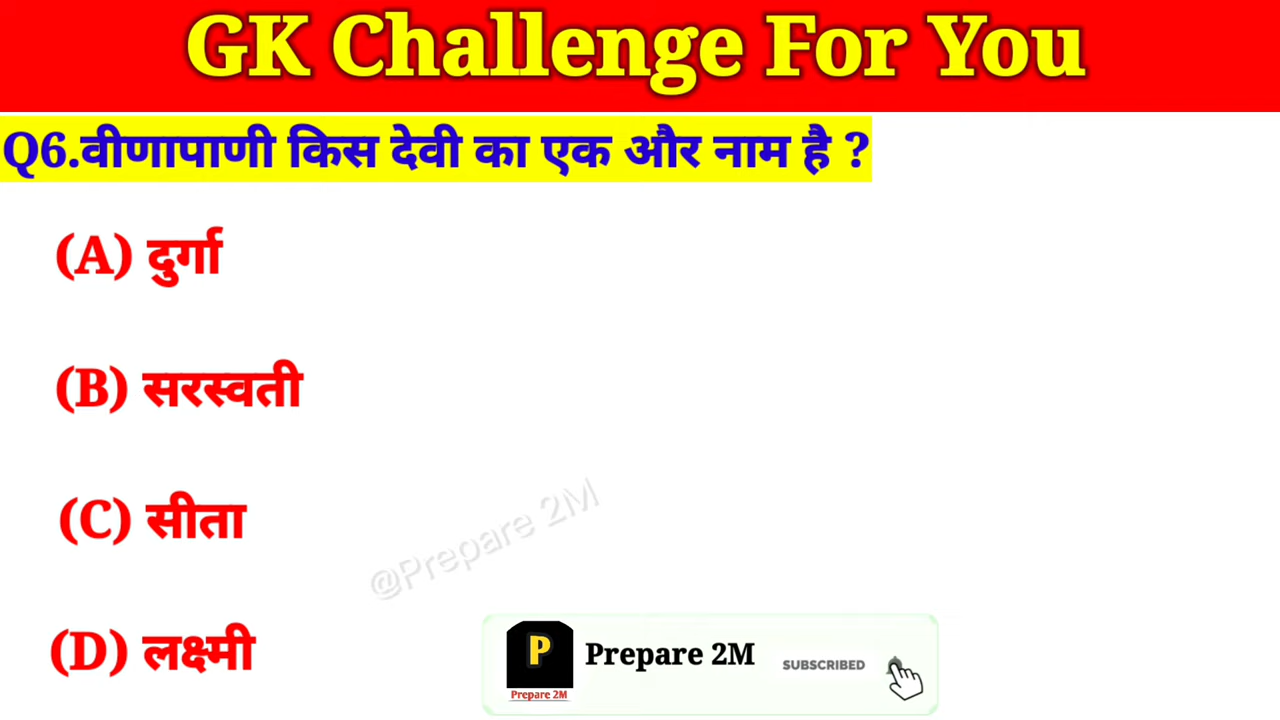 GK Challenge For You
Q6.वीणापाणी किस देवी का एक और नाम है ?
(A) दुर्गा
(B) सरस्वती
(C) सीता
(D) लक्ष्मी
@Prepare 2M
P
Prepare 2M
Prepare 2M
SUBSCRIBED